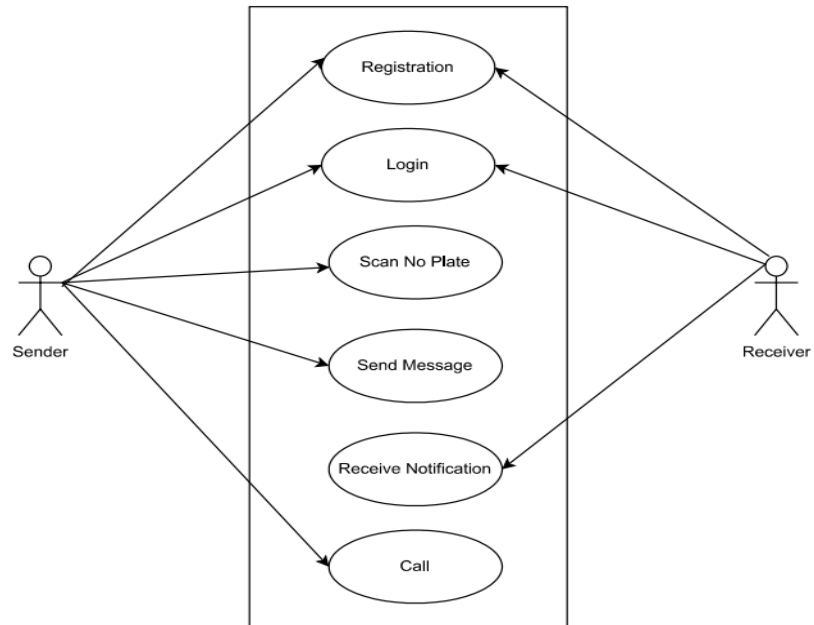 Registration
Login
Scan No Plate
Sender
Receiver
Send Message
Receive Notification
Call